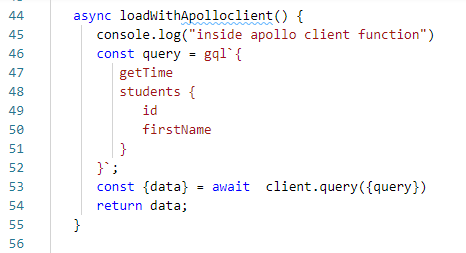 44 async loadWithApolloclient() {
45 console.log("inside apollo client function")
46 const query = gql`{
47 getTime
48 students {
49 id
50 firstName
51 }
52 }`;
53 const {data} = await  client.query({query})
54 return data;
55 }
56